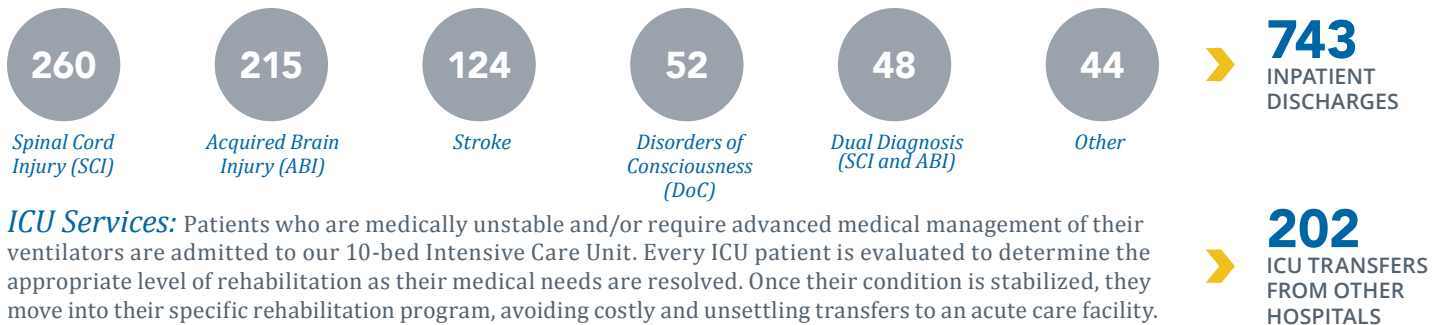 260
215
124
52
48
44
Spinal Cord
Injury (SCI)
Acquired Brain
Injury (ABI)
Stroke
Disorders of
Consciousness
(DoC)
Dual Diagnosis
(SCI and ABI)
Other
743
INPATIENT
DISCHARGES
ICU Services: Patients who are medically unstable and/or require advanced medical management of their
ventilators are admitted to our 10-bed Intensive Care Unit. Every ICU patient is evaluated to determine the
appropriate level of rehabilitation as their medical needs are resolved. Once their condition is stabilized, they
move into their specific rehabilitation program, avoiding costly and unsettling transfers to an acute care facility.
202
ICU TRANSFERS
FROM OTHER
HOSPITALS